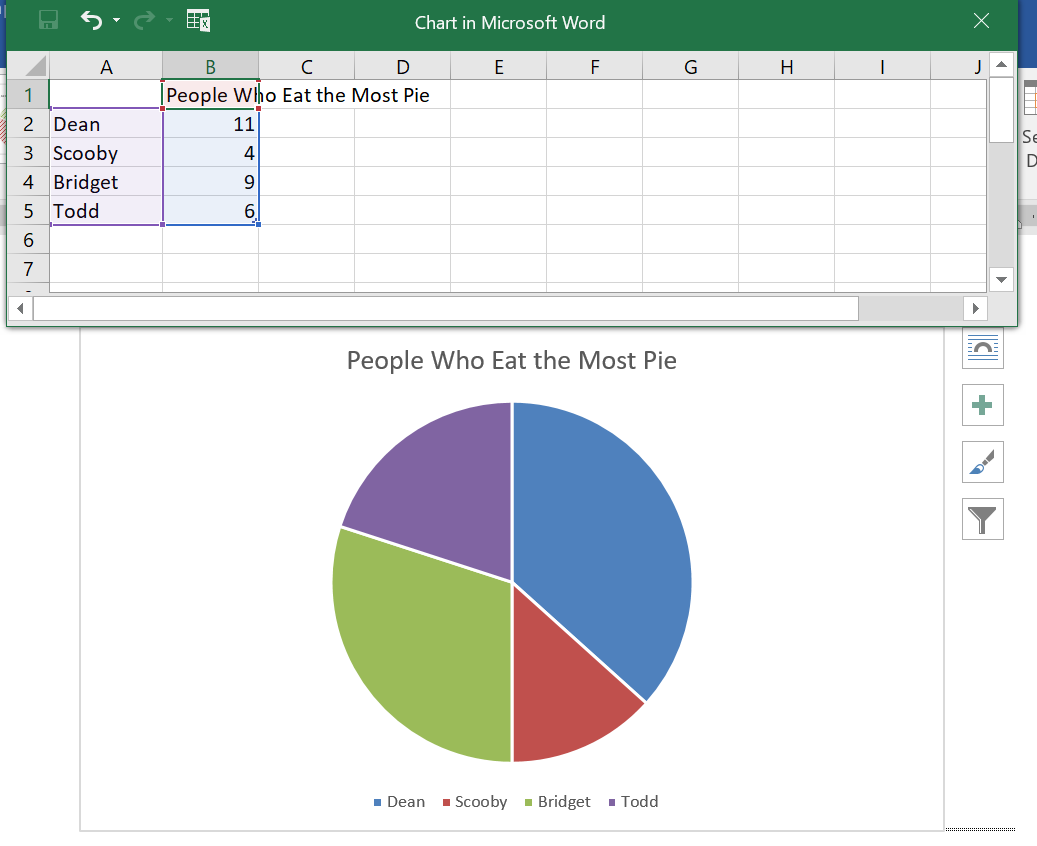 Chart in Microsoft Word
A B C D E F G H I J
1 People Who Eat the Most Pie
2 Dean 11
3 Scooby 4
4 Bridget 9
5 Todd 6
6
7
Se
D
People Who Eat the Most Pie
Dean Scooby Bridget Todd